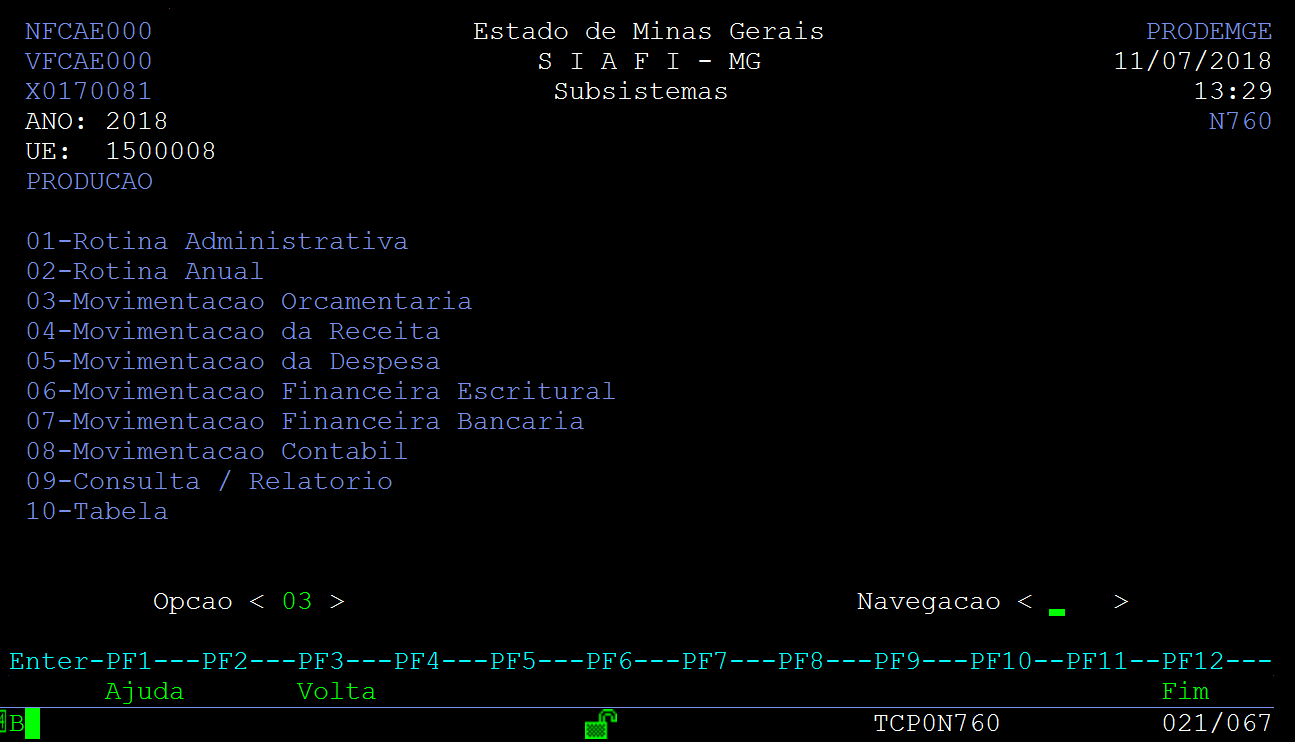 NFCAE000 Estado de Minas Gerais PRODEMGE
VFCAE000 S I A F I - MG 11/07/2018
X0170081 Subsistemas 13:29
ANO: 2018 N760
UE: 1500008
PRODUCAO
01-Rotina Administrativa
02-Rotina Anual
03-Movimentacao Orcamentaria
04-Movimentacao da Receita
05-Movimentacao da Despesa
06-Movimentacao Financeira Escritural
07-Movimentacao Financeira Bancaria
08-Movimentacao Contabil
09-Consulta / Relatorio
10-Tabela
Opcao < 03 > Navegacao < _ >
Enter-PF1---PF2---PF3---PF4---PF5---PF6---PF7---PF8---PF9---PF10--PF11--PF12---
Ajuda Volta Fim
B TCP0N760 021/067